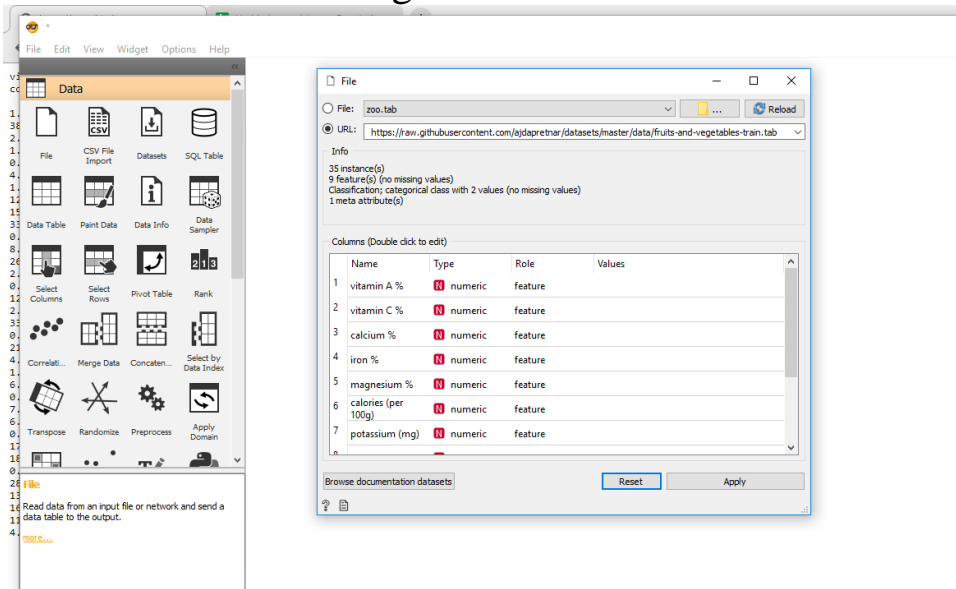 File Edit View Widget Options Help
Data
File
CSV File
Import
Datasets
SQL Table
Data Table
Paint Data
Data Info
Data
Sampler
Select
Columns
Select
Rows
Pivot Table
Rank
Correlati...
Merge Data
Concaten...
Select by
Data Index
Transpose
Randomize
Preprocess
Apply
Domain
File
Read data from an input file or network and send a
data table to the output.
more...
File
File: zoo.tab ... Reload
URL: https://raw.githubusercontent.com/ajdapretnar/datasets/master/data/fruits-and-vegetables-train.tab
Info
35 instance(s)
9 feature(s) (no missing values)
Classification; categorical class with 2 values (no missing values)
1 meta attribute(s)
Columns (Double click to edit)
Name Type Role Values
1 vitamin A % N numeric feature
2 vitamin C % N numeric feature
3 calcium % N numeric feature
4 iron % N numeric feature
5 magnesium % N numeric feature
6 calories (per
100g) N numeric feature
7 potassium (mg) N numeric feature
Browse documentation datasets Reset Apply